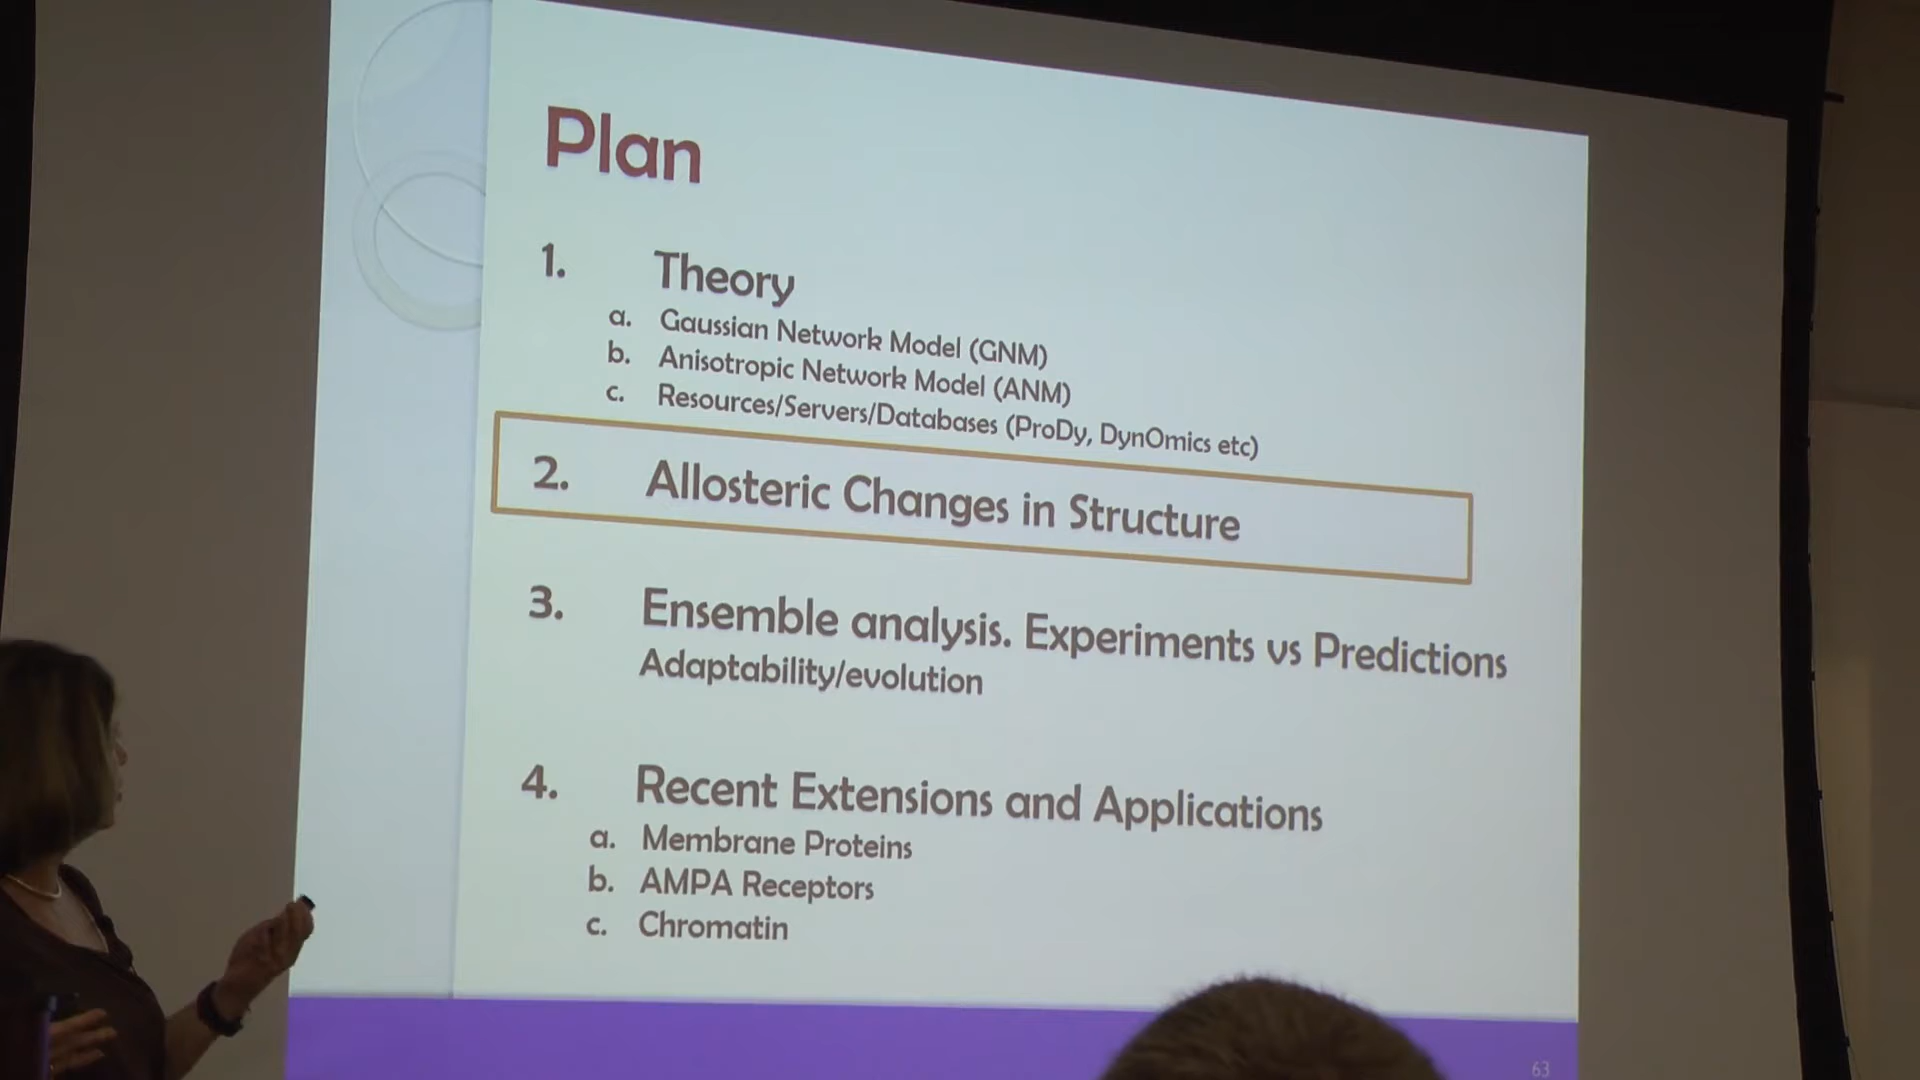 Plan
1. Theory
a. Gaussian Network Model (GNM)
b. Anisotropic Network Model (ANM)
c. Resources/Servers/Databases (ProDy, DynOmics etc)
2. Allosteric Changes in Structure
3. Ensemble analysis. Experiments vs Predictions
Adaptability/evolution
4. Recent Extensions and Applications
a. Membrane Proteins
b. AMPA Receptors
c. Chromatin
63